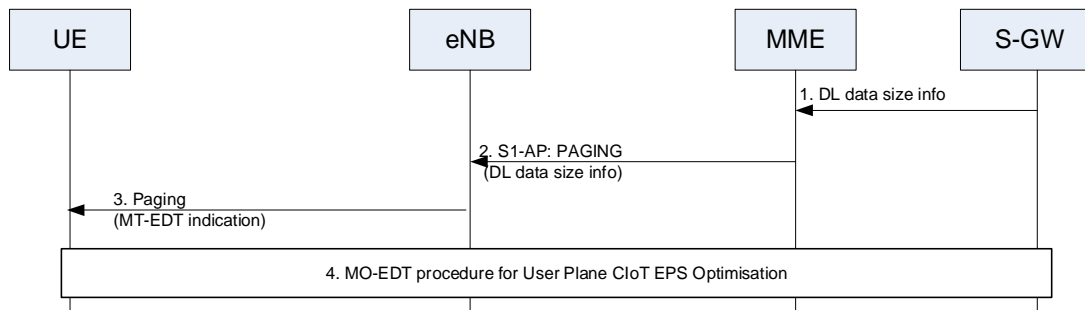 UE
eNB
MME
S-GW
1. DL data size info
2. S1-AP: PAGING
(DL data size info)
3. Paging
(MT-EDT indication)
4. MO-EDT procedure for User Plane CIoT EPS Optimisation